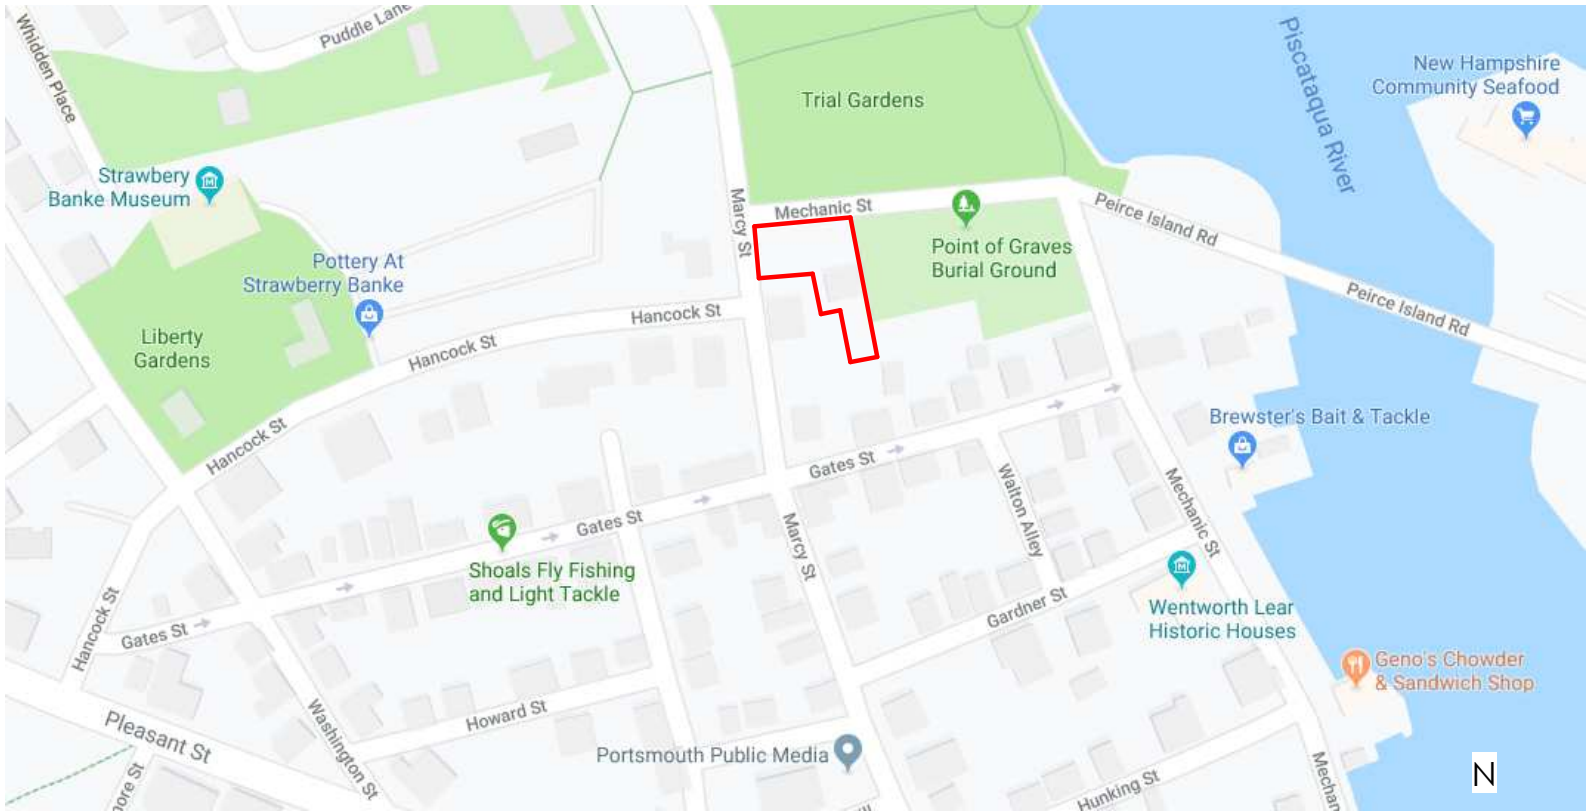 Whidden Place
Puddle Lane
Piscataqua River
New Hampshire
Community Seafood
Trial Gardens
Strawbery
Banke Museum
Marcy St
Mechanic St
Peirce Island Rd
Point of Graves
Burial Ground
Pottery At
Strawberry Banke
Peirce Island Rd
Hancock St
Liberty
Gardens
Hancock St
Hancock St
Brewster's Bait & Tackle
Gates St
Walton Alley
Mechanic St
Gates St
Marcy St
Shoals Fly Fishing
and Light Tackle
Hancock St
Gates St
Gardner St
Wentworth Lear
Historic Houses
Geno's Chowder
& Sandwich Shop
Howard St
Washington St
Pleasant St
Portsmouth Public Media
Mechan
Hunking St
N
ore St